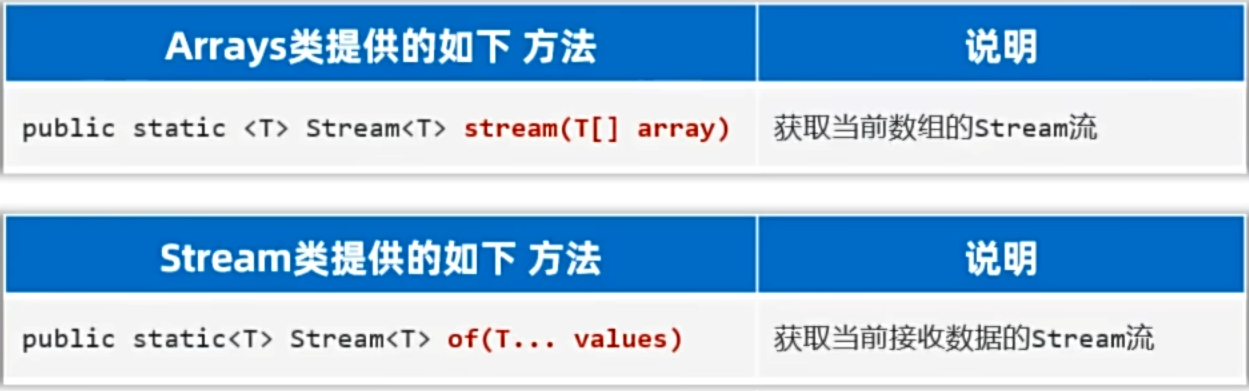 Arrays类提供的如下 方法 说明
public static <T> Stream<T> stream(T[] array) 获取当前数组的Stream流
Stream类提供的如下 方法 说明
public static<T> Stream<T> of(T... values) 获取当前接收数据的Stream流